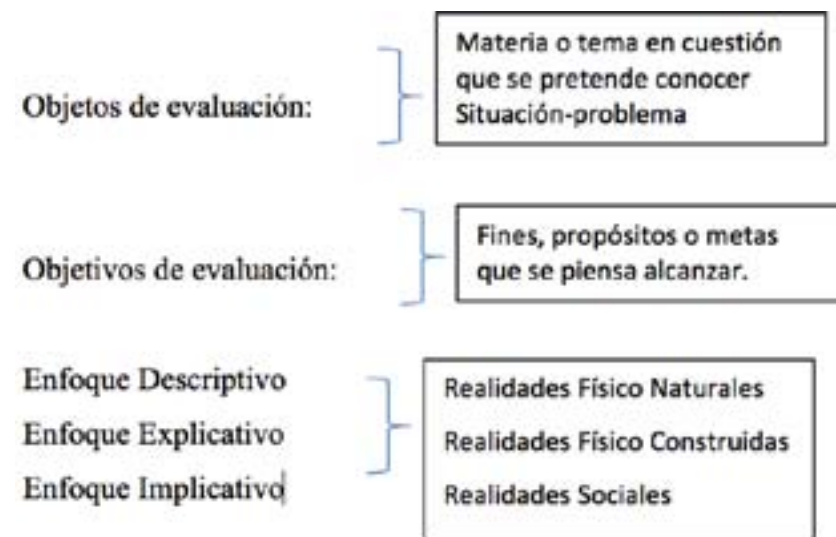 Objetos de evaluación:
Materia o tema en cuestión
que se pretende conocer
Situación-problema
Objetivos de evaluación:
Fines, propósitos o metas
que se piensa alcanzar.
Enfoque Descriptivo
Enfoque Explicativo
Enfoque Implicativo
Realidades Físico Naturales
Realidades Físico Construidas
Realidades Sociales